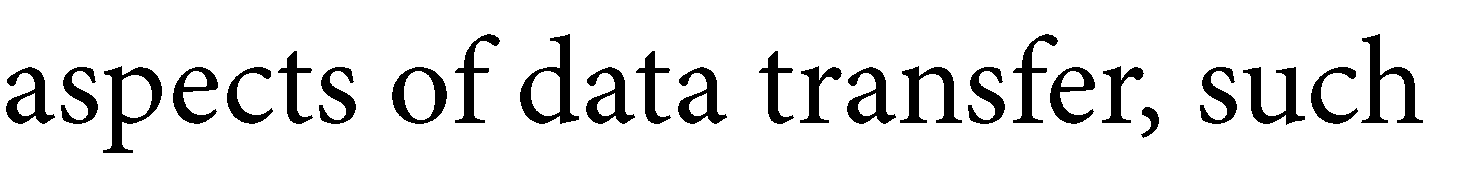 aspects of data transfer, such